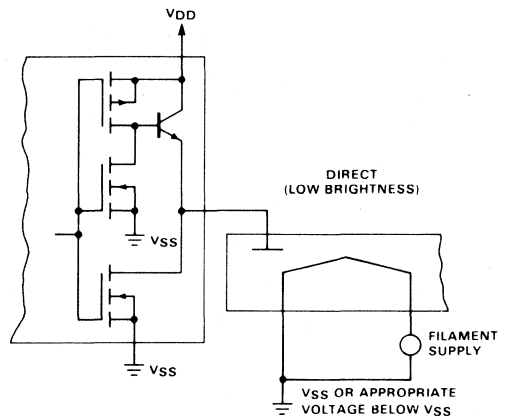 VDD
DIRECT
(LOW BRIGHTNESS)
VSS
VSS
FILAMENT
SUPPLY
VSS OR APPROPRIATE
VOLTAGE BELOW VSS